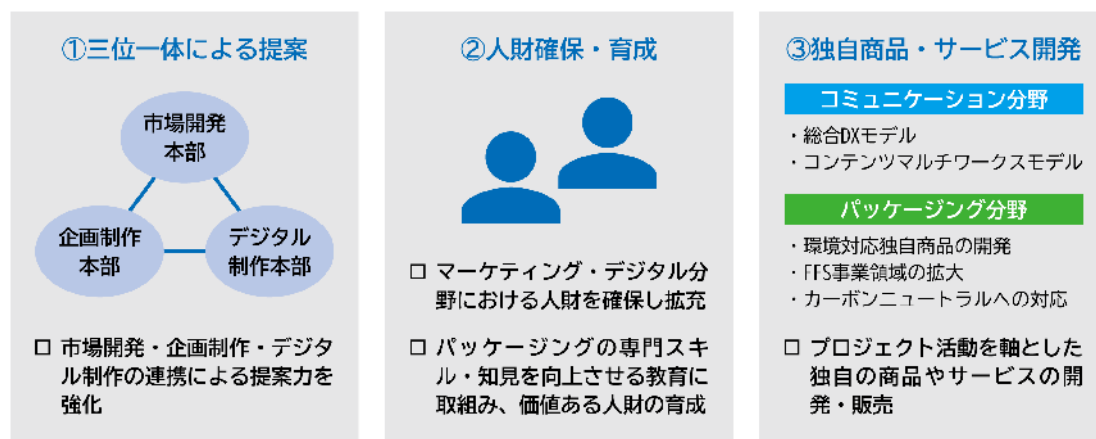 ①三位一体による提案
市場開発
本部
企画制作
本部
デジタル
制作本部
□ 市場開発・企画制作・デジタ
ル制作の連携による提案力を
強化
②人財確保・育成
□ マーケティング・デジタル分
野における人財を確保し拡充
□ パッケージングの専門スキ
ル・知見を向上させる教育に
取組み、価値ある人財の育成
③独自商品・サービス開発
コミュニケーション分野
・総合DXモデル
・コンテンツマルチワークスモデル
パッケージング分野
・環境対応独自商品の開発
・FFS事業領域の拡大
・カーボンニュートラルへの対応
□ プロジェクト活動を軸とした
独自の商品やサービスの開
発・販売